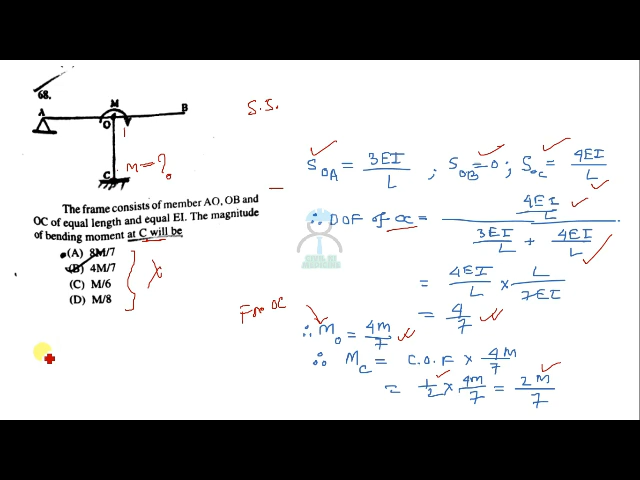 68.
M
A
B
O
C
M = ?
The frame consists of member AO, OB and
OC of equal length and equal EI. The magnitude
of bending moment at C will be
(A) 8M/7
(B) 4M/7
(C) M/6
(D) M/8
S.S.
S_OA = 3EI/L ; S_OB = 0 ; S_OC = 4EI/L
∴ DOF of OC = (4EI/L) / (3EI/L + 4EI/L)
= 4EI/L × L/7EI
= 4/7
For OC
∴ M_O = 4M/7
∴ M_C = C.O.F × 4M/7
= 1/2 × 4M/7 = 2M/7
CIVIL EI
MEDICINE